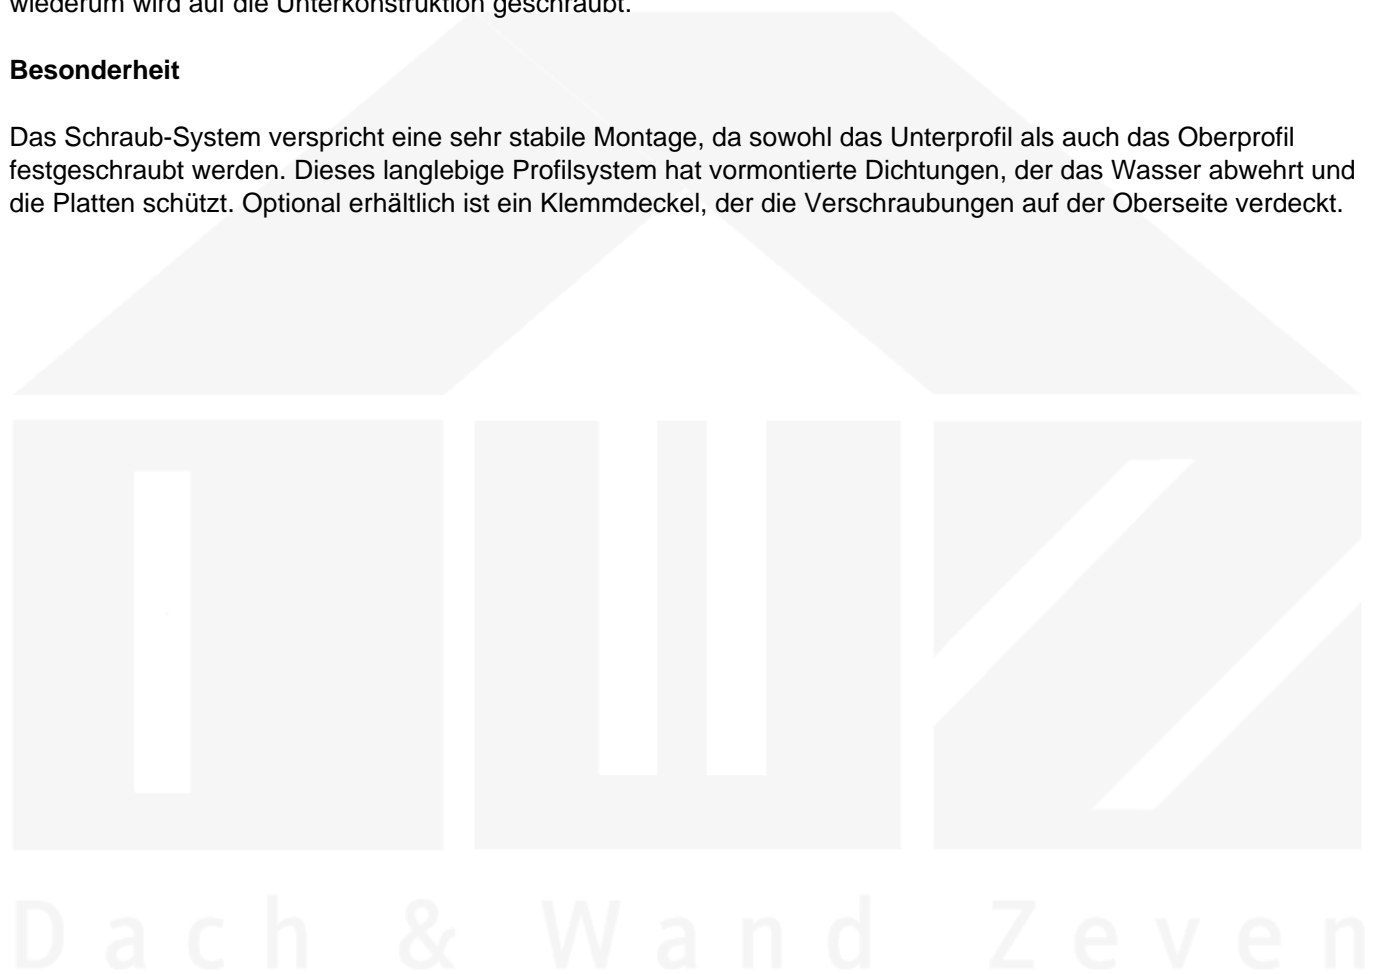 wiederum wird auf die Unterkonstruktion geschraubt.
Besonderheit
Das Schraub-System verspricht eine sehr stabile Montage, da sowohl das Unterprofil als auch das Oberprofil
festgeschraubt werden. Dieses langlebige Profilsystem hat vormontierte Dichtungen, der das Wasser abwehrt und
die Platten schützt. Optional erhältlich ist ein Klemmdeckel, der die Verschraubungen auf der Oberseite verdeckt.
Dach & Wand Zeven